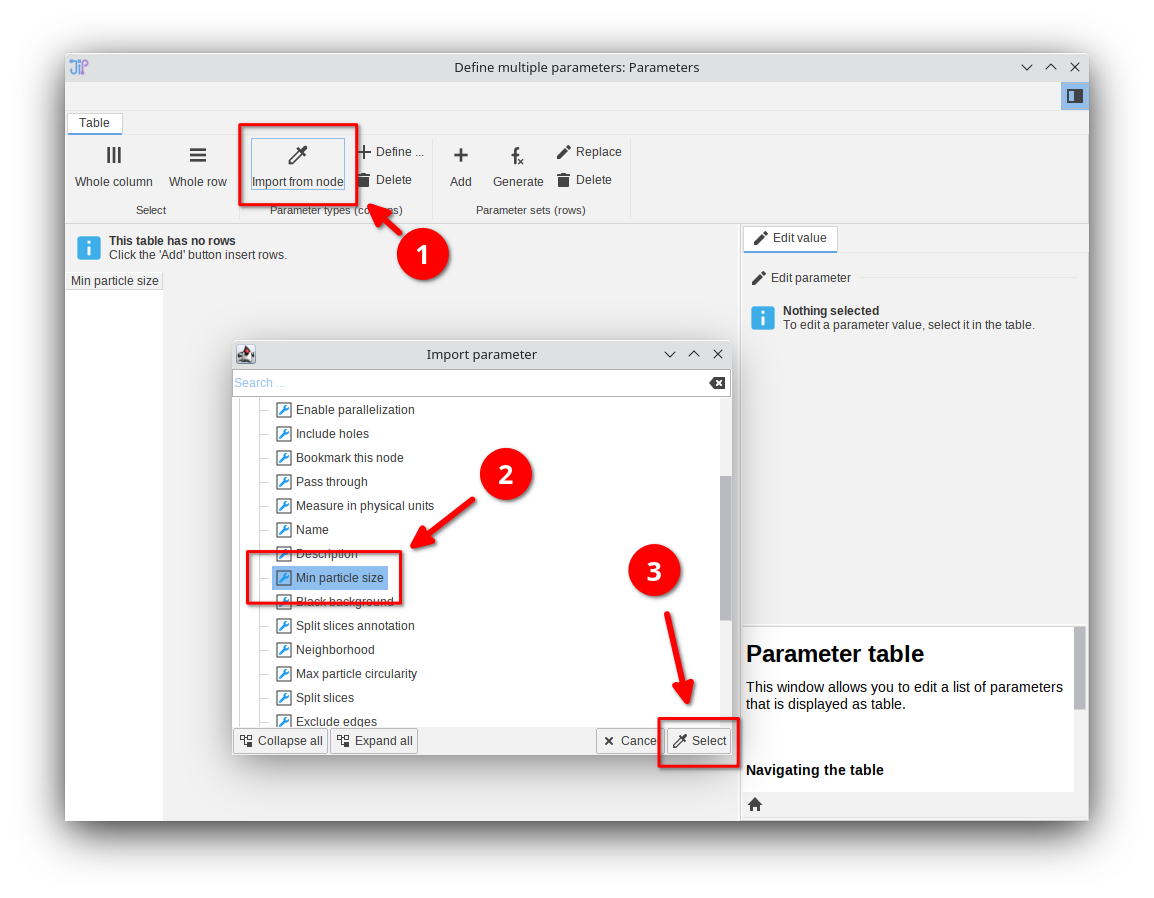 JIP
Define multiple parameters: Parameters
Table
Whole column
Whole row
Select
Import from node
Define ...
Delete
Parameter types (co
s)
Add
Generate
Replace
Delete
Parameter sets (rows)
1
This table has no rows
Click the 'Add' button insert rows.
Min particle size
Edit value
Edit parameter
Nothing selected
To edit a parameter value, select it in the table.
Import parameter
Search ...
Enable parallelization
Include holes
Bookmark this node
Pass through
Measure in physical units
Name
Description
Min particle size
Black background
Split slices annotation
Neighborhood
Max particle circularity
Split slices
Exclude edges
2
3
Collapse all
Expand all
Cance
Select
Parameter table
This window allows you to edit a list of parameters
that is displayed as table.
Navigating the table